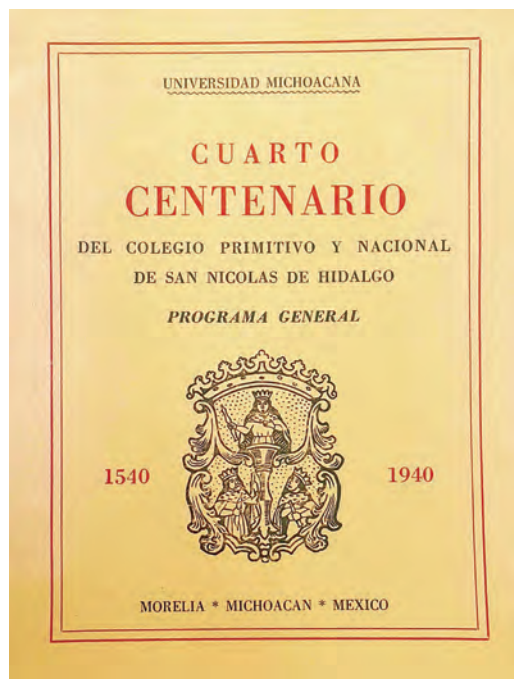 UNIVERSIDAD MICHOACANA
CUARTO
CENTENARIO
DEL COLEGIO PRIMITIVO Y NACIONAL
DE SAN NICOLAS DE HIDALGO
PROGRAMA GENERAL
1540
1940
MORELIA * MICHOACAN * MEXICO